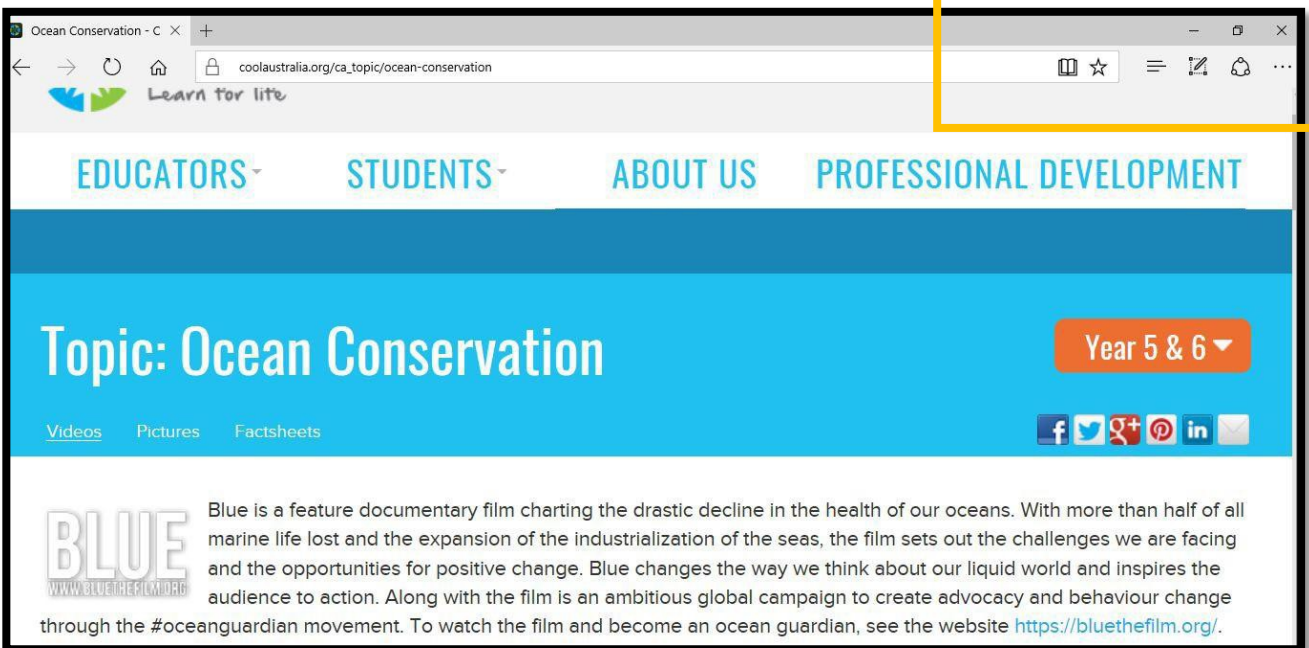 Ocean Conservation - C
coolaustralia.org/ca_topic/ocean-conservation
Learn for life
EDUCATORS STUDENTS ABOUT US PROFESSIONAL DEVELOPMENT
Topic: Ocean Conservation
Year 5 & 6
Videos Pictures Factsheets
f g+ in
BLUE
WWW.BLUETHEFILM.ORG
Blue is a feature documentary film charting the drastic decline in the health of our oceans. With more than half of all
marine life lost and the expansion of the industrialization of the seas, the film sets out the challenges we are facing
and the opportunities for positive change. Blue changes the way we think about our liquid world and inspires the
audience to action. Along with the film is an ambitious global campaign to create advocacy and behaviour change
through the #oceanguardian movement. To watch the film and become an ocean guardian, see the website https://bluethefilm.org/.